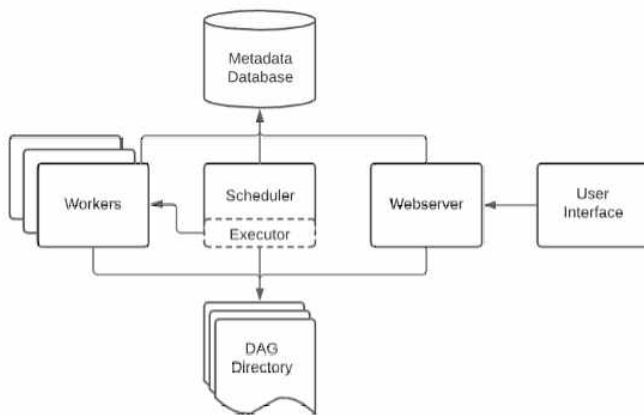 Metadata
Database
Workers
Scheduler
Executor
Webserver
User
Interface
DAG
Directory